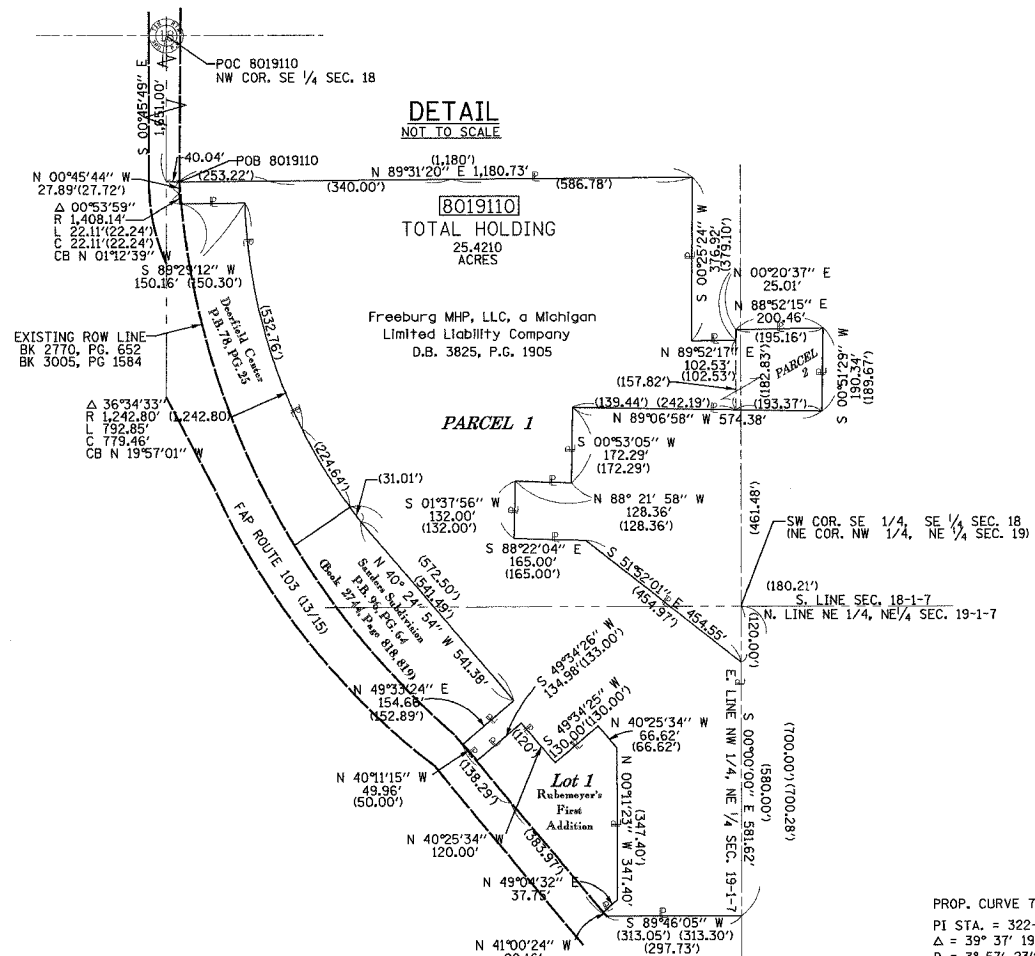 POC 8019110
NW COR. SE 1/4 SEC. 18
S 00°45'49" E
1,651.00'
DETAIL
NOT TO SCALE
40.04'
POB 8019110
(253.22')
(340.00')
(1,180')
N 89°31'20" E 1,180.73'
(586.78')
N 00°45'44" W
27.89'(27.72')
Δ 00°53'59"
R 1,408.14'
L 22.11'(22.24')
C 22.11'(22.24')
CB N 01°12'39" W
S 89°29'12" W
150.16' (150.30')
8019110
TOTAL HOLDING
25.4210
ACRES
S 00°25'24" W
376.92'
(379.10')
N 00°20'37" E
25.01'
N 88°52'15" E
200.46'
(195.16')
Freeburg MHP, LLC, a Michigan
Limited Liability Company
D.B. 3825, P.G. 1905
Deerfield Center
P.B. 78, PG. 25
(532.76')
EXISTING ROW LINE
BK 2770, PG. 652
BK 3005, PG 1584
N 89°52'17" E
102.53'
(102.53')
(157.82')
(182.83')
PARCEL
2
S 00°51'29" W
190.34'
(189.67')
(139.44') (242.19')
(193.37')
N 89°06'58" W 574.38'
Δ 36°34'33"
R 1,242.80' (1,242.80)
L 792.85'
C 779.46'
CB N 19°57'01" W
PARCEL 1
S 00°53'05" W
172.29'
(172.29')
(224.64')
(31.01')
S 01°37'56" W
132.00'
(132.00')
N 88° 21' 58" W
128.36'
(128.36')
(461.48')
SW COR. SE 1/4, SE 1/4 SEC. 18
(NE COR. NW 1/4, NE 1/4 SEC. 19)
S 88°22'04" E
165.00'
(165.00')
S 51°52'01" E 454.55'
(454.97')
FAP ROUTE 103 (13/15)
(572.50')
(541.49')
N 40° 24' 54" W 541.38'
Sanders Subdivision
P.B. 96, PG. 64
(Book 2744, Page 818, 819)
(180.21')
S. LINE SEC. 18-1-7
N. LINE NE 1/4, NE 1/4 SEC. 19-1-7
(120.00')
N 49°33'24" E
154.66'
(152.89')
S 49°34'26" W
134.98'(133.00')
S 49°34'25" W
130.00'(130.00')
(120')
N 40°25'34" W
66.62'
(66.62')
E. LINE NW 1/4, NE 1/4 SEC. 19-1-7
S 00°00'00" E 581.62'
(580.00')
(700.00')(700.28')
N 40°11'15" W
49.96'
(50.00')
(138.29')
Lot 1
Rubemeyer's
First
Addition
N 00°11'23" W 347.40'
(347.40')
N 40°25'34" W
120.00'
(383.97')
N 49°04'32" E
37.75'
S 89°46'05" W
(313.05') (313.30')
(297.73')
N 41°00'24" W
PROP. CURVE 7
PI STA. = 322
Δ = 39° 37' 19